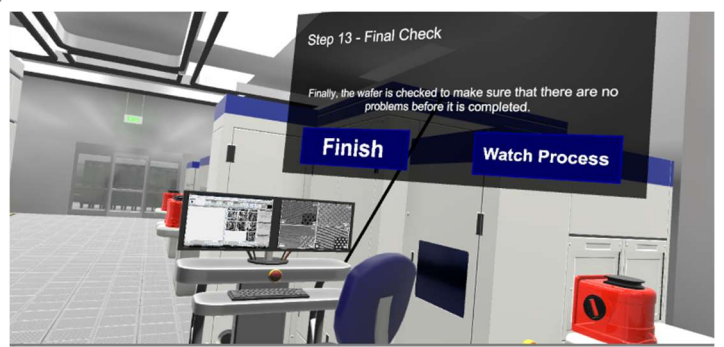 Step 13 - Final Check
Finally, the wafer is checked to make sure that there are no
problems before it is completed.
Finish
Watch Process